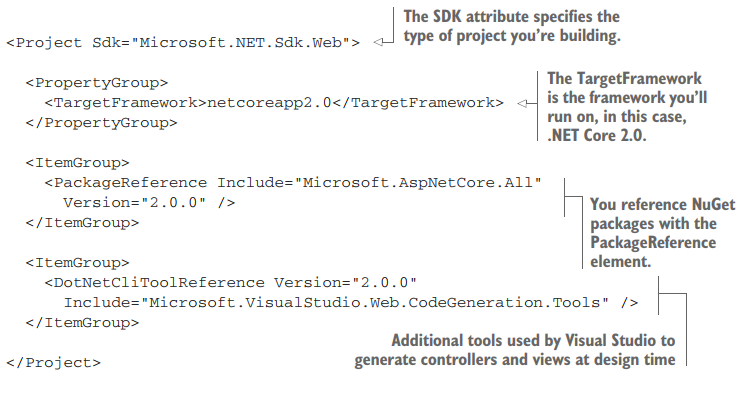 The SDK attribute specifies the
type of project you're building.
<Project Sdk="Microsoft.NET.Sdk.Web">
<PropertyGroup>
<TargetFramework>netcoreapp2.0</TargetFramework>
</PropertyGroup>
The TargetFramework
is the framework you'll
run on, in this case,
.NET Core 2.0.
<ItemGroup>
<PackageReference Include="Microsoft.AspNetCore.All"
Version="2.0.0" />
</ItemGroup>
You reference NuGet
packages with the
PackageReference
element.
<ItemGroup>
<DotNetCliToolReference Version="2.0.0"
Include="Microsoft.VisualStudio.Web.CodeGeneration.Tools" />
</ItemGroup>
Additional tools used by Visual Studio to
generate controllers and views at design time
</Project>